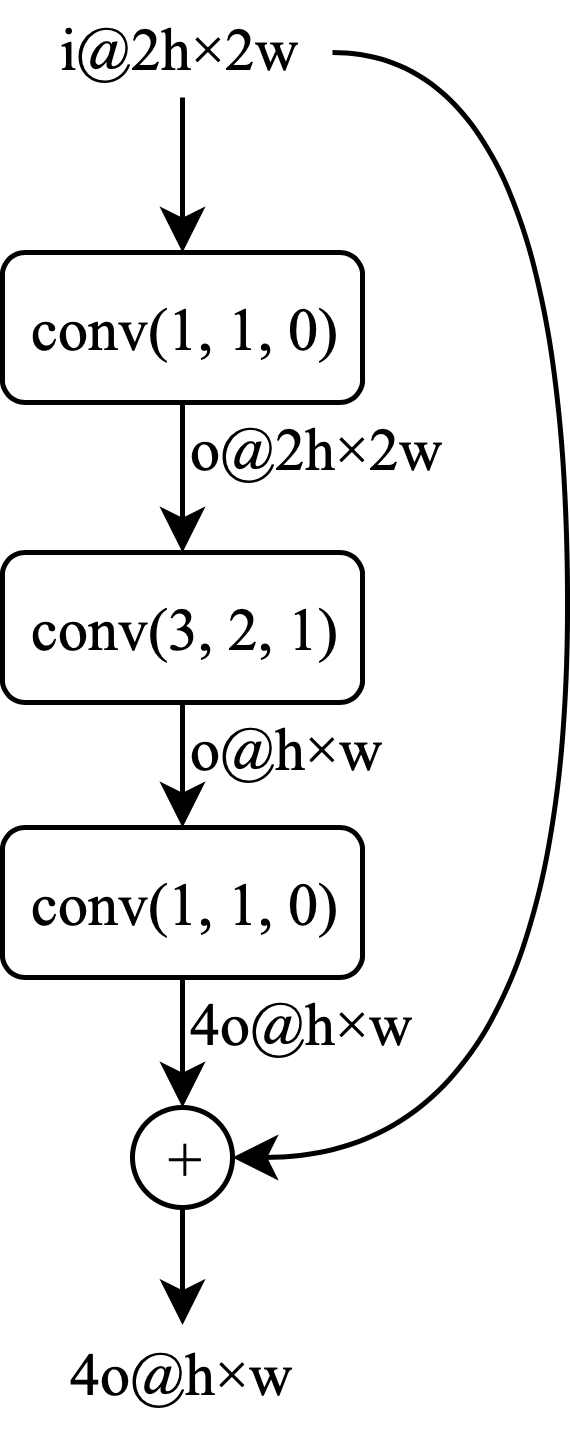 i@2h×2w
conv(1, 1, 0)
o@2h×2w
conv(3, 2, 1)
o@h×w
conv(1, 1, 0)
4o@h×w
+
4o@h×w